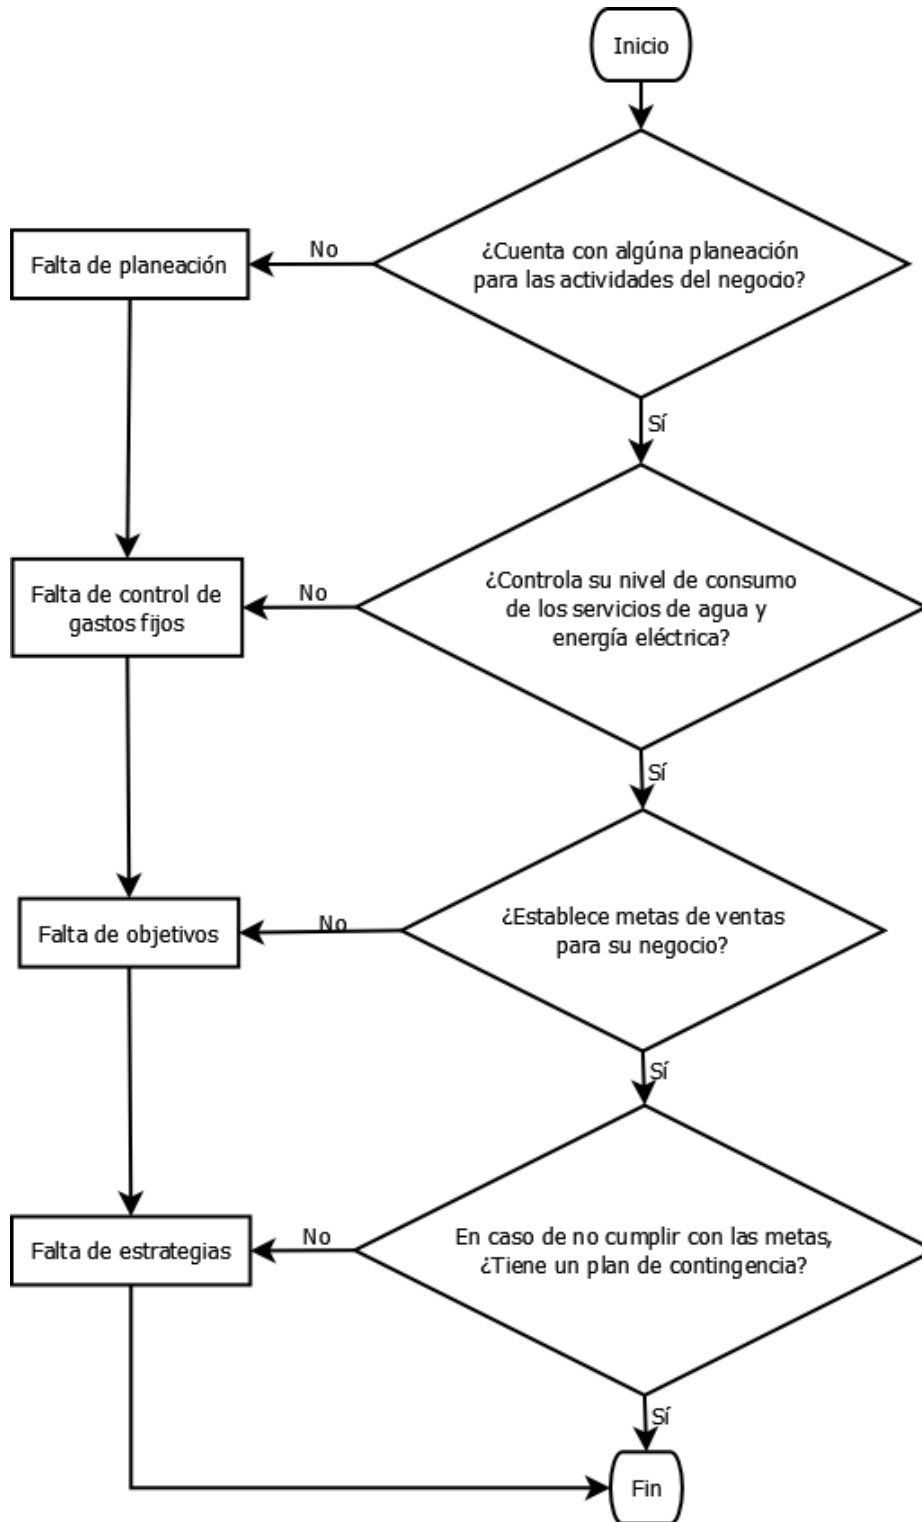 Inicio
¿Cuenta con algúna planeación
para las actividades del negocio?
No
Falta de planeación
Sí
¿Controla su nivel de consumo
de los servicios de agua y
energía eléctrica?
No
Falta de control de
gastos fijos
Sí
¿Establece metas de ventas
para su negocio?
No
Falta de objetivos
Sí
En caso de no cumplir con las metas,
¿Tiene un plan de contingencia?
No
Falta de estrategias
Sí
Fin